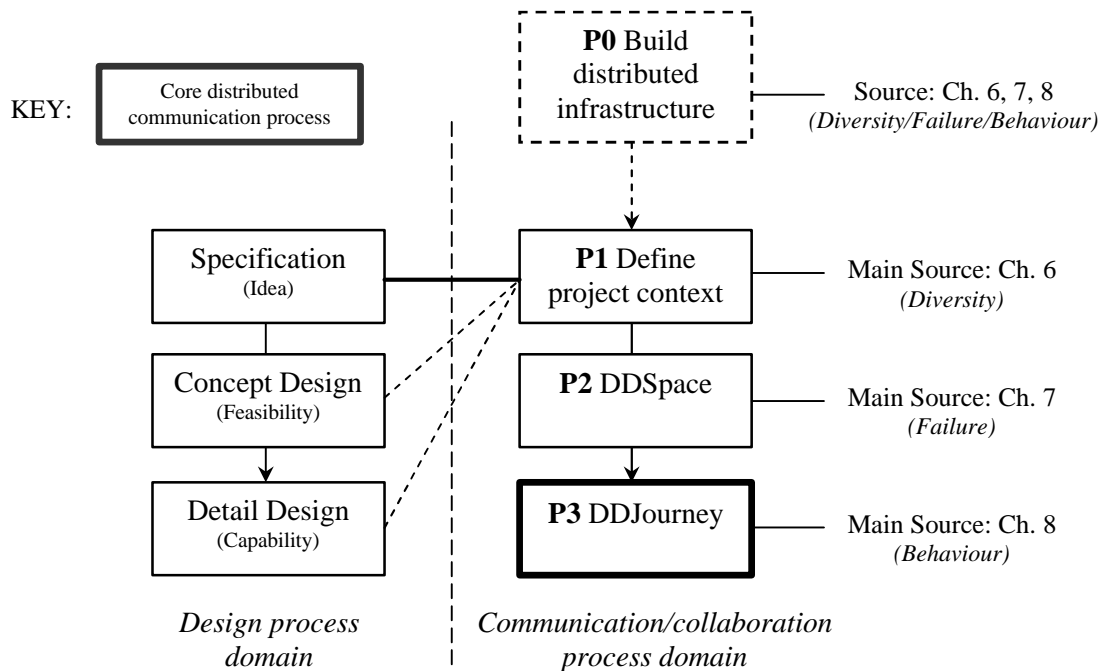 KEY:
Core distributed
communication process
P0 Build
distributed
infrastructure
Source: Ch. 6, 7, 8
(Diversity/Failure/Behaviour)
Specification
(Idea)
P1 Define
project context
Main Source: Ch. 6
(Diversity)
Concept Design
(Feasibility)
P2 DDSpace
Main Source: Ch. 7
(Failure)
Detail Design
(Capability)
P3 DDJourney
Main Source: Ch. 8
(Behaviour)
Design process
domain
Communication/collaboration
process domain